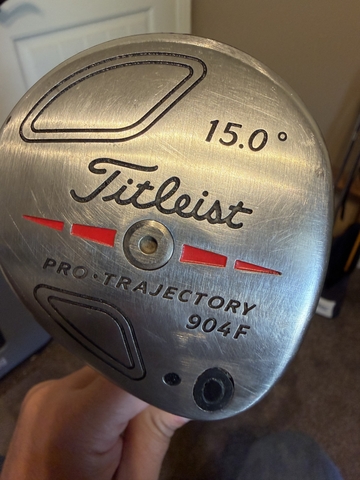 15.0°
Titleist
PRO·TRAJECTORY
904F